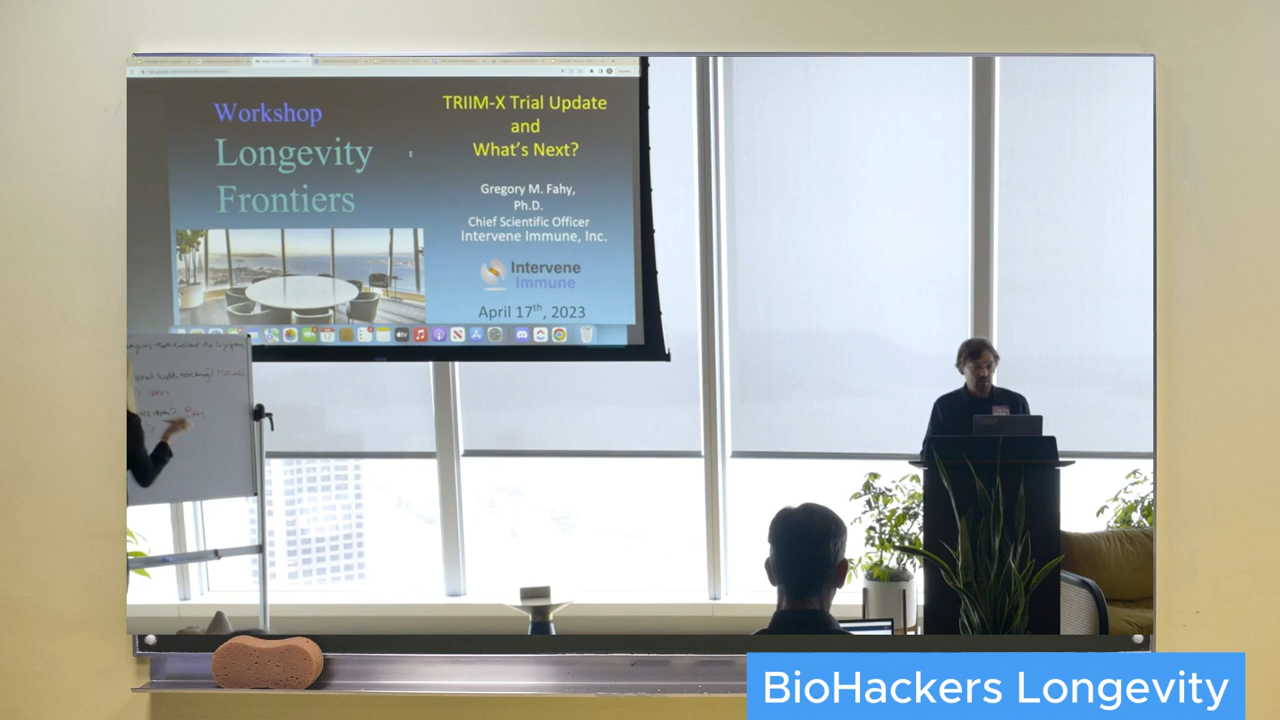 Workshop
Longevity
Frontiers
TRIIM-X Trial Update
and
What's Next?
Gregory M. Fahy,
Ph.D.
Chief Scientific Officer
Intervene Immune, Inc.
Intervene
Immune
April 17th, 2023
BioHackers Longevity